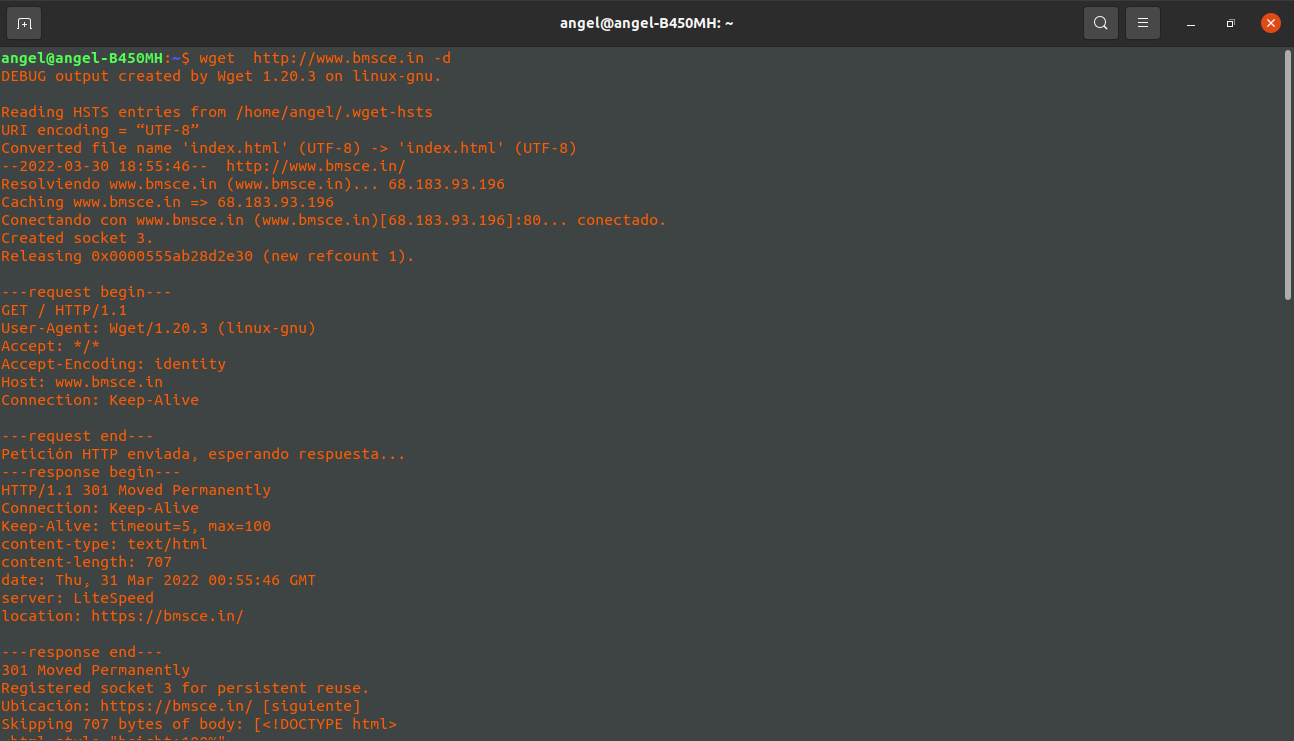 angel@angel-B450MH: ~
angel@angel-B450MH:~$ wget  http://www.bmsce.in -d
DEBUG output created by Wget 1.20.3 on linux-gnu.
Reading HSTS entries from /home/angel/.wget-hsts
URI encoding = “UTF-8”
Converted file name 'index.html' (UTF-8) -> 'index.html' (UTF-8)
--2022-03-30 18:55:46--  http://www.bmsce.in/
Resolviendo www.bmsce.in (www.bmsce.in)... 68.183.93.196
Caching www.bmsce.in => 68.183.93.196
Conectando con www.bmsce.in (www.bmsce.in)[68.183.93.196]:80... conectado.
Created socket 3.
Releasing 0x0000555ab28d2e30 (new refcount 1).
---request begin---
GET / HTTP/1.1
User-Agent: Wget/1.20.3 (linux-gnu)
Accept: */*
Accept-Encoding: identity
Host: www.bmsce.in
Connection: Keep-Alive
---request end---
Petición HTTP enviada, esperando respuesta...
---response begin---
HTTP/1.1 301 Moved Permanently
Connection: Keep-Alive
Keep-Alive: timeout=5, max=100
content-type: text/html
content-length: 707
date: Thu, 31 Mar 2022 00:55:46 GMT
server: LiteSpeed
location: https://bmsce.in/
---response end---
301 Moved Permanently
Registered socket 3 for persistent reuse.
Ubicación: https://bmsce.in/ [siguiente]
Skipping 707 bytes of body: [<!DOCTYPE html>
<html style="height:100%">